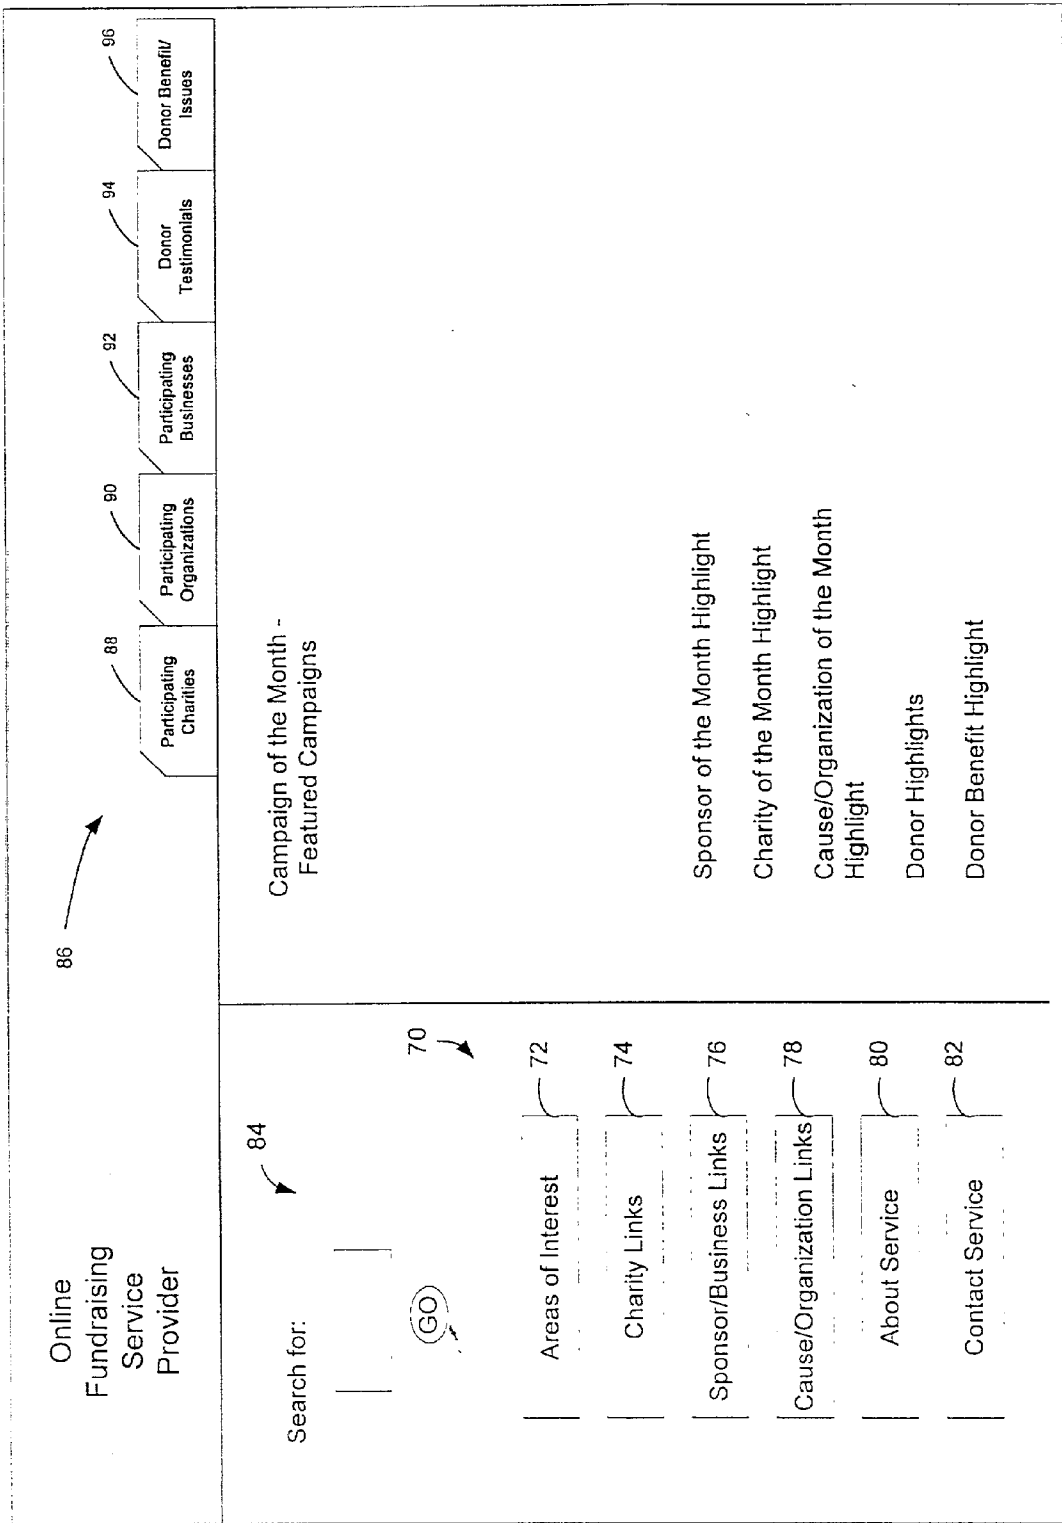 Online
Fundraising
Service
Provider
86
88
90
92
94
96
Participating
Charities
Participating
Organizations
Participating
Businesses
Donor
Testimonials
Donor Benefit/
Issues
Search for:
84
GO
70
Areas of Interest
72
Charity Links
74
Sponsor/Business Links
76
Cause/Organization Links
78
About Service
80
Contact Service
82
Campaign of the Month -
Featured Campaigns
Sponsor of the Month Highlight
Charity of the Month Highlight
Cause/Organization of the Month
Highlight
Donor Highlights
Donor Benefit Highlight